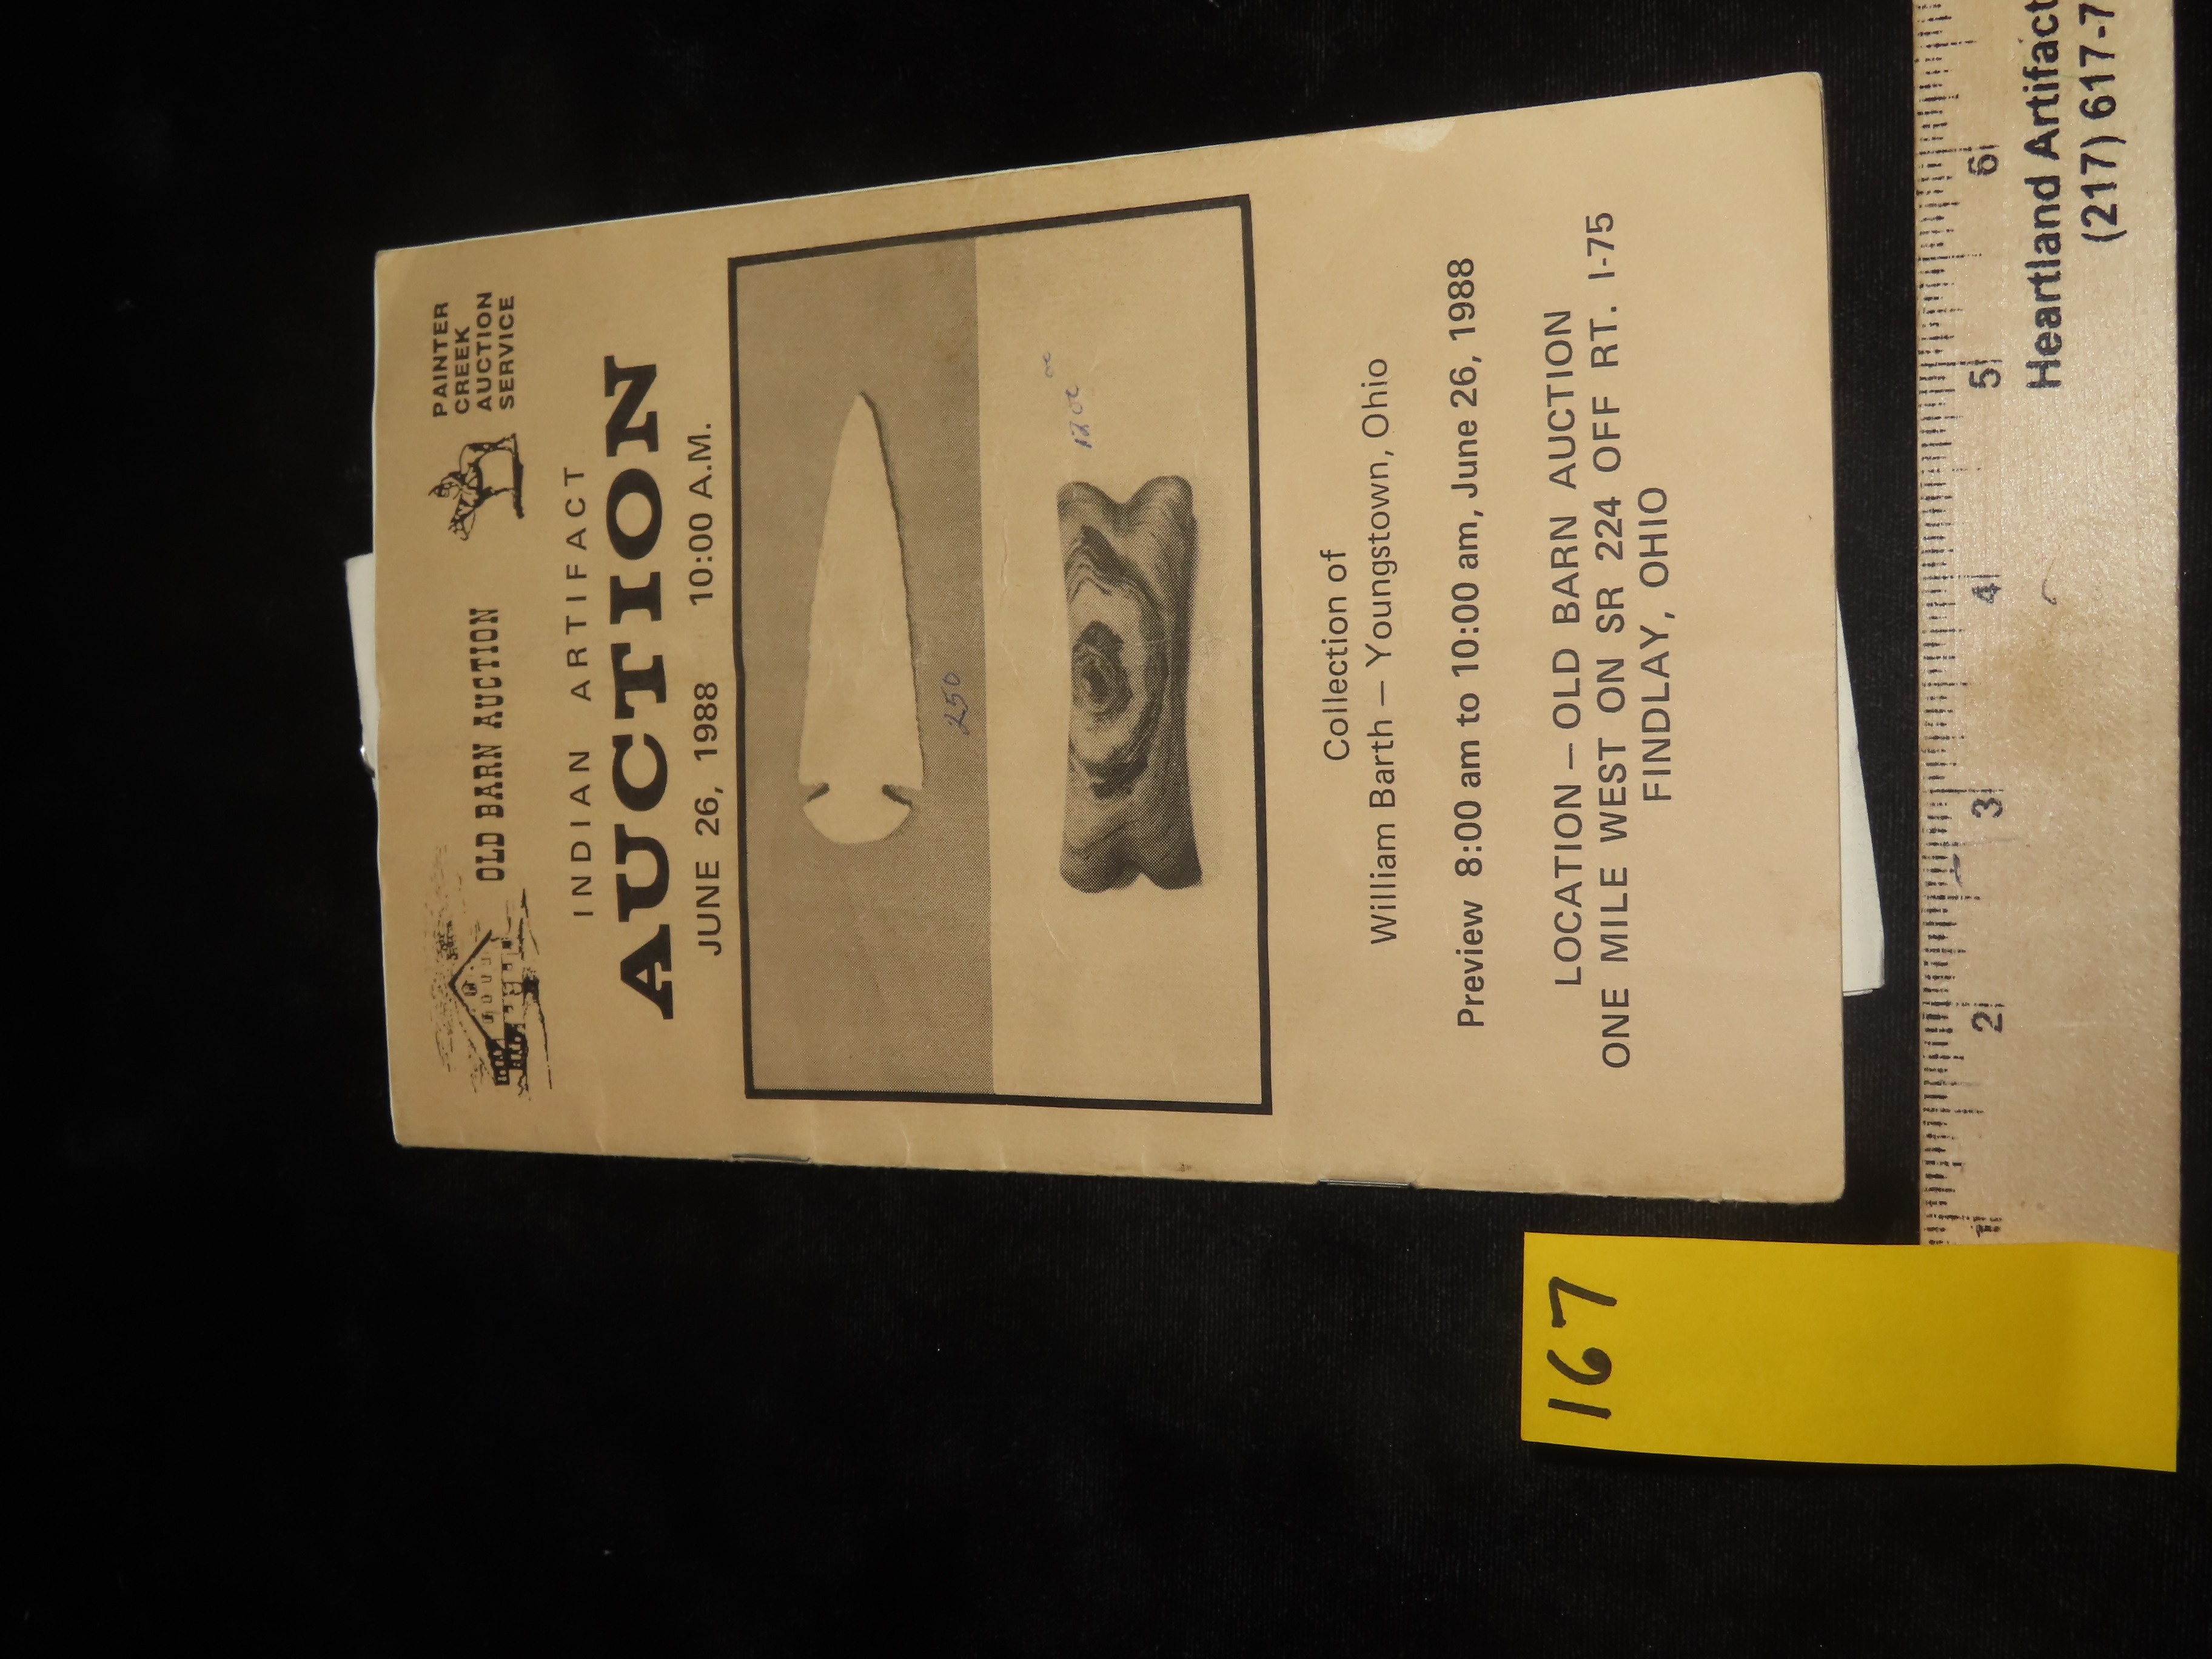 OLD BARN AUCTION
PAINTER
CREEK
AUCTION
SERVICE
INDIAN ARTIFACT
AUCTION
JUNE 26, 1988 10:00 A.M.
250
1200 00
Collection of
William Barth – Youngstown, Ohio
Preview 8:00 am to 10:00 am, June 26, 1988
LOCATION – OLD BARN AUCTION
ONE MILE WEST ON SR 224 OFF RT. I-75
FINDLAY, OHIO
167
1 2 3 4 5 6
Heartland Artifact
(217) 617-7